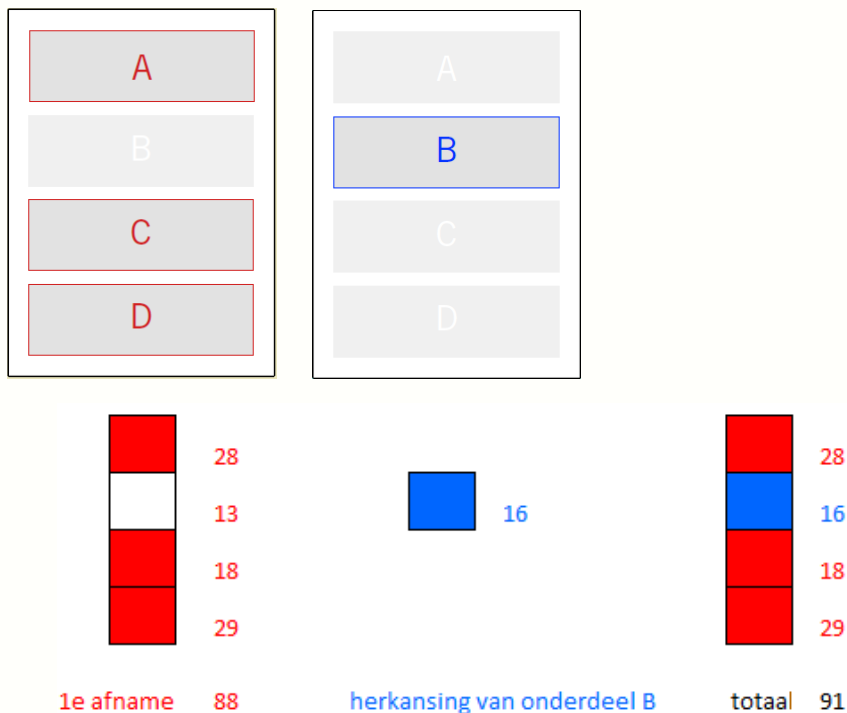 A
B
C
D
A
B
C
D
28
13
18
29
16
28
16
18
29
1e afname 88
herkansing van onderdeel B
totaal 91